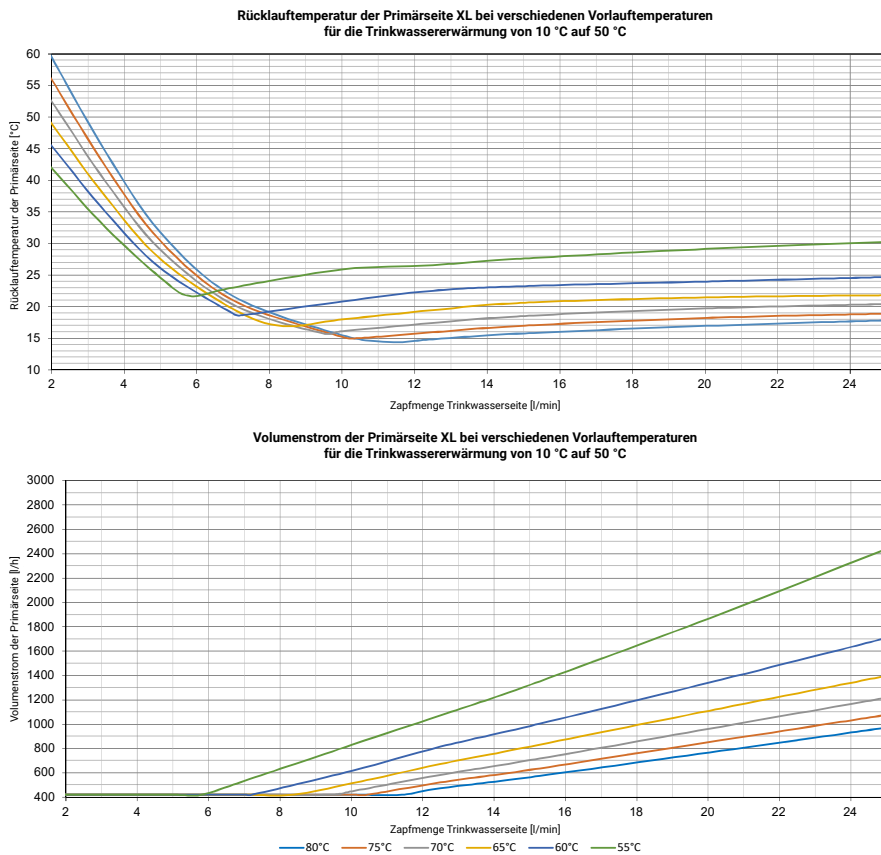 Rücklauftemperatur der Primärseite XL bei verschiedenen Vorlauftemperaturen
für die Trinkwassererwärmung von 10 °C auf 50 °C
Rücklauftemperatur der Primärseite [°C]
60
55
50
45
40
35
30
25
20
15
10
2 4 6 8 10 12 14 16 18 20 22 24
Zapfmenge Trinkwasserseite [l/min]
Volumenstrom der Primärseite XL bei verschiedenen Vorlauftemperaturen
für die Trinkwassererwärmung von 10 °C auf 50 °C
Volumenstrom der Primärseite [l/h]
3000
2800
2600
2400
2200
2000
1800
1600
1400
1200
1000
800
600
400
2 4 6 8 10 12 14 16 18 20 22 24
Zapfmenge Trinkwasserseite [l/min]
80°C 75°C 70°C 65°C 60°C 55°C